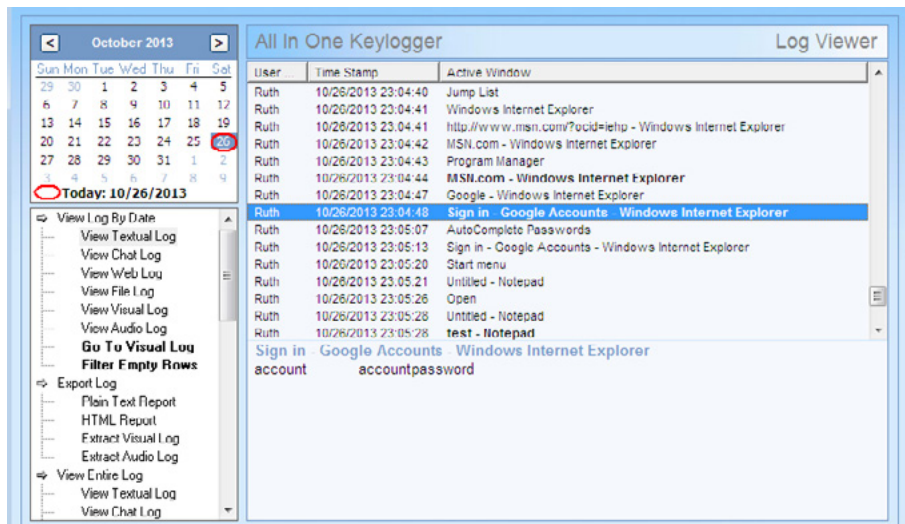 < October 2013 >
Sun Mon Tue Wed Thu Fri Sat
29 30 1 2 3 4 5
6 7 8 9 10 11 12
13 14 15 16 17 18 19
20 21 22 23 24 25 26
27 28 29 30 31 1 2
3 4 5 6 7 8 9
Today: 10/26/2013
View Log By Date
View Textual Log
View Chat Log
View Web Log
View File Log
View Visual Log
View Audio Log
Go To Visual Log
Filter Empty Rows
Export Log
Plain Text Report
HTML Report
Extract Visual Log
Extract Audio Log
View Entire Log
View Textual Log
View Chat Log
All In One Keylogger Log Viewer
User ... Time Stamp Active Window
Ruth 10/26/2013 23:04:40 Jump List
Ruth 10/26/2013 23:04:41 Windows Internet Explorer
Ruth 10/26/2013 23:04:41 http://www.msn.com/?ocid=iehp - Windows Internet Explorer
Ruth 10/26/2013 23:04:42 MSN.com - Windows Internet Explorer
Ruth 10/26/2013 23:04:43 Program Manager
Ruth 10/26/2013 23:04:44 MSN.com - Windows Internet Explorer
Ruth 10/26/2013 23:04:47 Google - Windows Internet Explorer
Ruth 10/26/2013 23:04:48 Sign in - Google Accounts - Windows Internet Explorer
Ruth 10/26/2013 23:05:07 AutoComplete Passwords
Ruth 10/26/2013 23:05:13 Sign in - Google Accounts - Windows Internet Explorer
Ruth 10/26/2013 23:05:20 Start menu
Ruth 10/26/2013 23:05:21 Untitled - Notepad
Ruth 10/26/2013 23:05:26 Open
Ruth 10/26/2013 23:05:28 Untitled - Notepad
Ruth 10/26/2013 23:05:28 test - Notepad
Sign in - Google Accounts - Windows Internet Explorer
account accountpassword